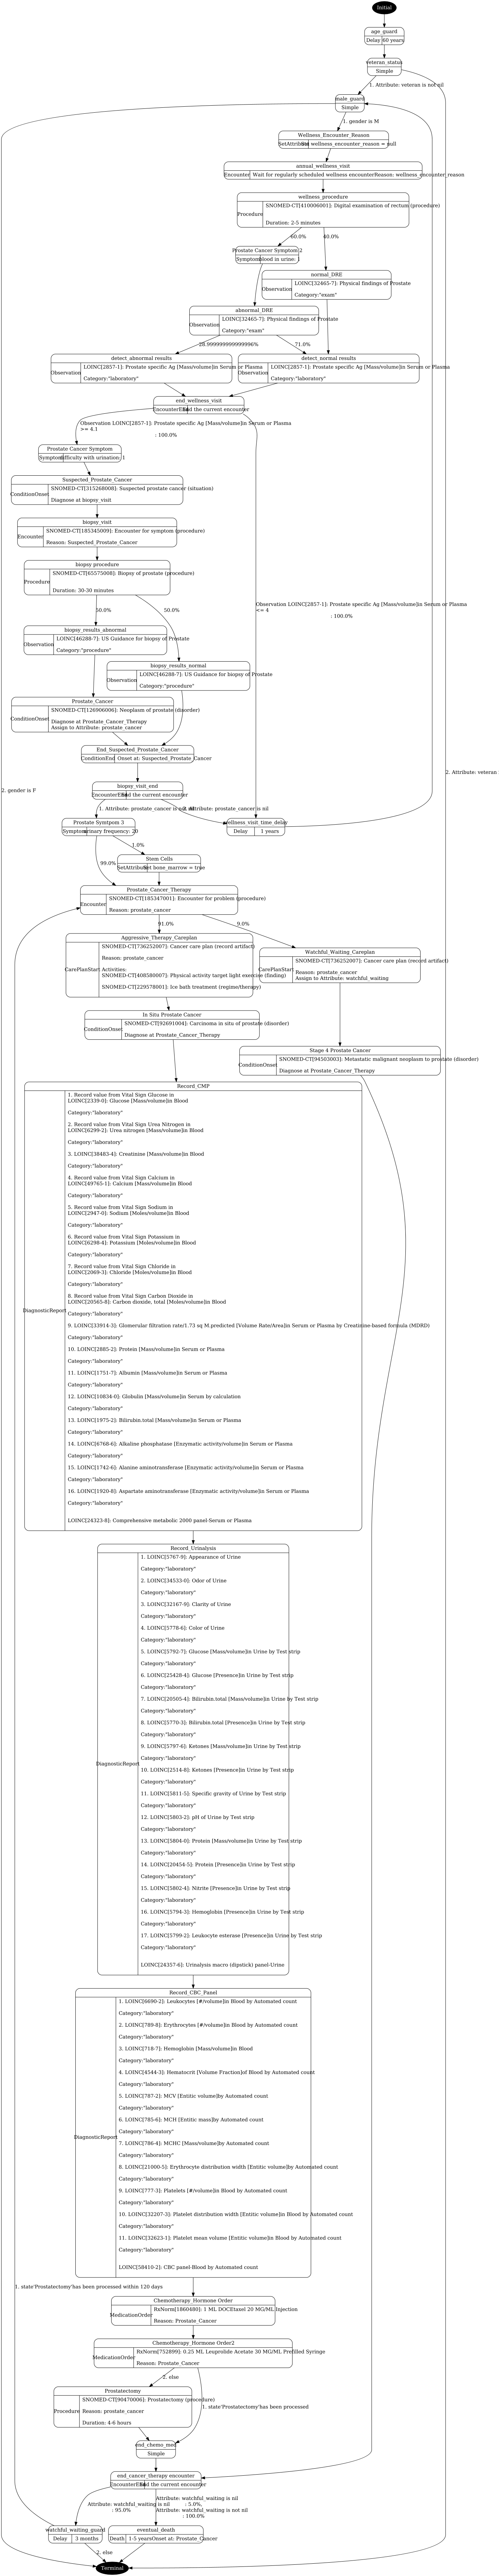 Initial
age_guard
Delay 60 years
veteran_status
Simple
1. Attribute: veteran is not nil
male_guard
Simple
1. gender is M
Wellness_Encounter_Reason
SetAttribute Set wellness_encounter_reason = null
annual_wellness_visit
Encounter Wait for regularly scheduled wellness encounterReason: wellness_encounter_reason
wellness_procedure
SNOMED-CT[410006001]: Digital examination of rectum (procedure)
Procedure
Duration: 2-5 minutes
60.0%
40.0%
Prostate Cancer Symptom 2
Symptom blood in urine: 1
normal_DRE
LOINC[32465-7]: Physical findings of Prostate
Observation
Category:"exam"
abnormal_DRE
LOINC[32465-7]: Physical findings of Prostate
Observation
Category:"exam"
28.999999999999996%
71.0%
detect_abnormal results
LOINC[2857-1]: Prostate specific Ag [Mass/volume]in Serum or Plasma
Observation
Category:"laboratory"
detect_normal results
LOINC[2857-1]: Prostate specific Ag [Mass/volume]in Serum or Plasma
Observation
Category:"laboratory"
end_wellness_visit
EncounterEnd End the current encounter
Observation LOINC[2857-1]: Prostate specific Ag [Mass/volume]in Serum or Plasma
>= 4.1
: 100.0%
Prostate Cancer Symptom
Symptom difficulty with urination: 1
Suspected_Prostate_Cancer
SNOMED-CT[315268008]: Suspected prostate cancer (situation)
ConditionOnset
Diagnose at biopsy_visit
biopsy_visit
SNOMED-CT[185345009]: Encounter for symptom (procedure)
Encounter
Reason: Suspected_Prostate_Cancer
biopsy procedure
SNOMED-CT[65575008]: Biopsy of prostate (procedure)
Procedure
Duration: 30-30 minutes
50.0%
50.0%
Observation LOINC[2857-1]: Prostate specific Ag [Mass/volume]in Serum or Plasma
<= 4
: 100.0%
biopsy_results_abnormal
LOINC[46288-7]: US Guidance for biopsy of Prostate
Observation
Category:"procedure"
biopsy_results_normal
LOINC[46288-7]: US Guidance for biopsy of Prostate
Observation
Category:"procedure"
Prostate_Cancer
SNOMED-CT[126906006]: Neoplasm of prostate (disorder)
ConditionOnset
Diagnose at Prostate_Cancer_Therapy
Assign to Attribute: prostate_cancer
End_Suspected_Prostate_Cancer
ConditionEnd Onset at: Suspected_Prostate_Cancer
2. Attribute: veteran
biopsy_visit_end
EncounterEnd End the current encounter
2. gender is F
1. Attribute: prostate_cancer is not nil
2. Attribute: prostate_cancer is nil
Prostate Symtpom 3
Symptom urinary frequency: 20
wellness_visit_time_delay
Delay 1 years
1.0%
99.0%
Stem Cells
SetAttribute Set bone_marrow = true
Prostate_Cancer_Therapy
SNOMED-CT[185347001]: Encounter for problem (procedure)
Encounter
Reason: prostate_cancer
91.0%
9.0%
Aggressive_Therapy_Careplan
SNOMED-CT[736252007]: Cancer care plan (record artifact)
Reason: prostate_cancer
CarePlanStart
Activities:
SNOMED-CT[408580007]: Physical activity target light exercise (finding)
SNOMED-CT[229578001]: Ice bath treatment (regime/therapy)
Watchful_Waiting_Careplan
SNOMED-CT[736252007]: Cancer care plan (record artifact)
CarePlanStart
Reason: prostate_cancer
Assign to Attribute: watchful_waiting
In Situ Prostate Cancer
SNOMED-CT[92691004]: Carcinoma in situ of prostate (disorder)
ConditionOnset
Diagnose at Prostate_Cancer_Therapy
Stage 4 Prostate Cancer
SNOMED-CT[94503003]: Metastatic malignant neoplasm to prostate (disorder)
ConditionOnset
Diagnose at Prostate_Cancer_Therapy
Record_CMP
1. Record value from Vital Sign Glucose in
LOINC[2339-0]: Glucose [Mass/volume]in Blood
Category:"laboratory"
2. Record value from Vital Sign Urea Nitrogen in
LOINC[6299-2]: Urea nitrogen [Mass/volume]in Blood
Category:"laboratory"
3. LOINC[38483-4]: Creatinine [Mass/volume]in Blood
Category:"laboratory"
4. Record value from Vital Sign Calcium in
LOINC[49765-1]: Calcium [Mass/volume]in Blood
Category:"laboratory"
5. Record value from Vital Sign Sodium in
LOINC[2947-0]: Sodium [Moles/volume]in Blood
Category:"laboratory"
6. Record value from Vital Sign Potassium in
LOINC[6298-4]: Potassium [Moles/volume]in Blood
Category:"laboratory"
7. Record value from Vital Sign Chloride in
LOINC[2069-3]: Chloride [Moles/volume]in Blood
Category:"laboratory"
8. Record value from Vital Sign Carbon Dioxide in
LOINC[20565-8]: Carbon dioxide, total [Moles/volume]in Blood
Category:"laboratory"
DiagnosticReport
9. LOINC[33914-3]: Glomerular filtration rate/1.73 sq M.predicted [Volume Rate/Area]in Serum or Plasma by Creatinine-based formula (MDRD)
Category:"laboratory"
10. LOINC[2885-2]: Protein [Mass/volume]in Serum or Plasma
Category:"laboratory"
11. LOINC[1751-7]: Albumin [Mass/volume]in Serum or Plasma
Category:"laboratory"
12. LOINC[10834-0]: Globulin [Mass/volume]in Serum by calculation
Category:"laboratory"
13. LOINC[1975-2]: Bilirubin.total [Mass/volume]in Serum or Plasma
Category:"laboratory"
14. LOINC[6768-6]: Alkaline phosphatase [Enzymatic activity/volume]in Serum or Plasma
Category:"laboratory"
15. LOINC[1742-6]: Alanine aminotransferase [Enzymatic activity/volume]in Serum or Plasma
Category:"laboratory"
16. LOINC[1920-8]: Aspartate aminotransferase [Enzymatic activity/volume]in Serum or Plasma
Category:"laboratory"
LOINC[24323-8]: Comprehensive metabolic 2000 panel-Serum or Plasma
Record_Urinalysis
1. LOINC[5767-9]: Appearance of Urine
Category:"laboratory"
2. LOINC[34533-0]: Odor of Urine
Category:"laboratory"
3. LOINC[32167-9]: Clarity of Urine
Category:"laboratory"
4. LOINC[5778-6]: Color of Urine
Category:"laboratory"
5. LOINC[5792-7]: Glucose [Mass/volume]in Urine by Test strip
Category:"laboratory"
6. LOINC[25428-4]: Glucose [Presence]in Urine by Test strip
Category:"laboratory"
7. LOINC[20505-4]: Bilirubin.total [Mass/volume]in Urine by Test strip
Category:"laboratory"
8. LOINC[5770-3]: Bilirubin.total [Presence]in Urine by Test strip
Category:"laboratory"
9. LOINC[5797-6]: Ketones [Mass/volume]in Urine by Test strip
DiagnosticReport
Category:"laboratory"
10. LOINC[2514-8]: Ketones [Presence]in Urine by Test strip
Category:"laboratory"
11. LOINC[5811-5]: Specific gravity of Urine by Test strip
Category:"laboratory"
12. LOINC[5803-2]: pH of Urine by Test strip
Category:"laboratory"
13. LOINC[5804-0]: Protein [Mass/volume]in Urine by Test strip
Category:"laboratory"
14. LOINC[20454-5]: Protein [Presence]in Urine by Test strip
Category:"laboratory"
15. LOINC[5802-4]: Nitrite [Presence]in Urine by Test strip
Category:"laboratory"
16. LOINC[5794-3]: Hemoglobin [Presence]in Urine by Test strip
Category:"laboratory"
17. LOINC[5799-2]: Leukocyte esterase [Presence]in Urine by Test strip
Category:"laboratory"
LOINC[24357-6]: Urinalysis macro (dipstick) panel-Urine
Record_CBC_Panel
1. LOINC[6690-2]: Leukocytes [#/volume]in Blood by Automated count
Category:"laboratory"
2. LOINC[789-8]: Erythrocytes [#/volume]in Blood by Automated count
Category:"laboratory"
3. LOINC[718-7]: Hemoglobin [Mass/volume]in Blood
Category:"laboratory"
4. LOINC[4544-3]: Hematocrit [Volume Fraction]of Blood by Automated count
Category:"laboratory"
5. LOINC[787-2]: MCV [Entitic volume]by Automated count
Category:"laboratory"
6. LOINC[785-6]: MCH [Entitic mass]by Automated count
Category:"laboratory"
DiagnosticReport
7. LOINC[786-4]: MCHC [Mass/volume]by Automated count
Category:"laboratory"
8. LOINC[21000-5]: Erythrocyte distribution width [Entitic volume]by Automated count
Category:"laboratory"
9. LOINC[777-3]: Platelets [#/volume]in Blood by Automated count
Category:"laboratory"
10. LOINC[32207-3]: Platelet distribution width [Entitic volume]in Blood by Automated count
Category:"laboratory"
11. LOINC[32623-1]: Platelet mean volume [Entitic volume]in Blood by Automated count
Category:"laboratory"
LOINC[58410-2]: CBC panel-Blood by Automated count
1. state'Prostatectomy'has been processed within 120 days
Chemotherapy_Hormone Order
RxNorm[1860480]: 1 ML DOCEtaxel 20 MG/ML Injection
MedicationOrder
Reason: Prostate_Cancer
Chemotherapy_Hormone Order2
RxNorm[752899]: 0.25 ML Leuprolide Acetate 30 MG/ML Prefilled Syringe
MedicationOrder
Reason: Prostate_Cancer
2. else
Prostatectomy
SNOMED-CT[90470006]: Prostatectomy (procedure)
Procedure
Reason: prostate_cancer
Duration: 4-6 hours
1. state'Prostatectomy'has been processed
end_chemo_med
Simple
end_cancer_therapy encounter
EncounterEnd End the current encounter
Attribute: watchful_waiting is nil
: 95.0%
Attribute: watchful_waiting is nil
: 5.0%,
Attribute: watchful_waiting is not nil
: 100.0%
watchful_waiting_guard
Delay 3 months
eventual_death
Death 1-5 yearsOnset at: Prostate_Cancer
2. else
Terminal